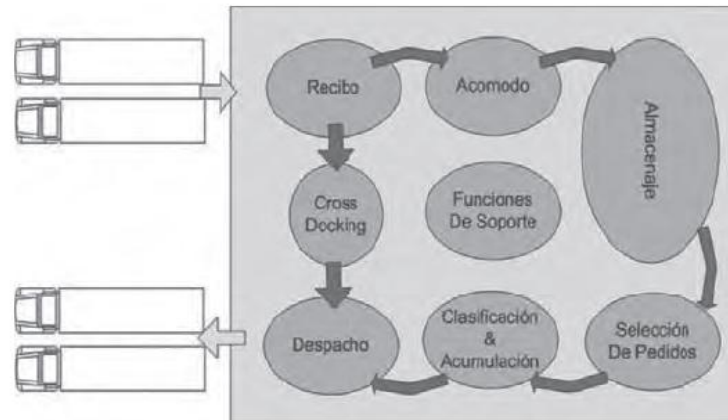 Recibo
Acomodo
Almacenaje
Cross
Docking
Funciones
De Soporte
Despacho
Clasificación
&
Acumulación
Selección
De Pedidos